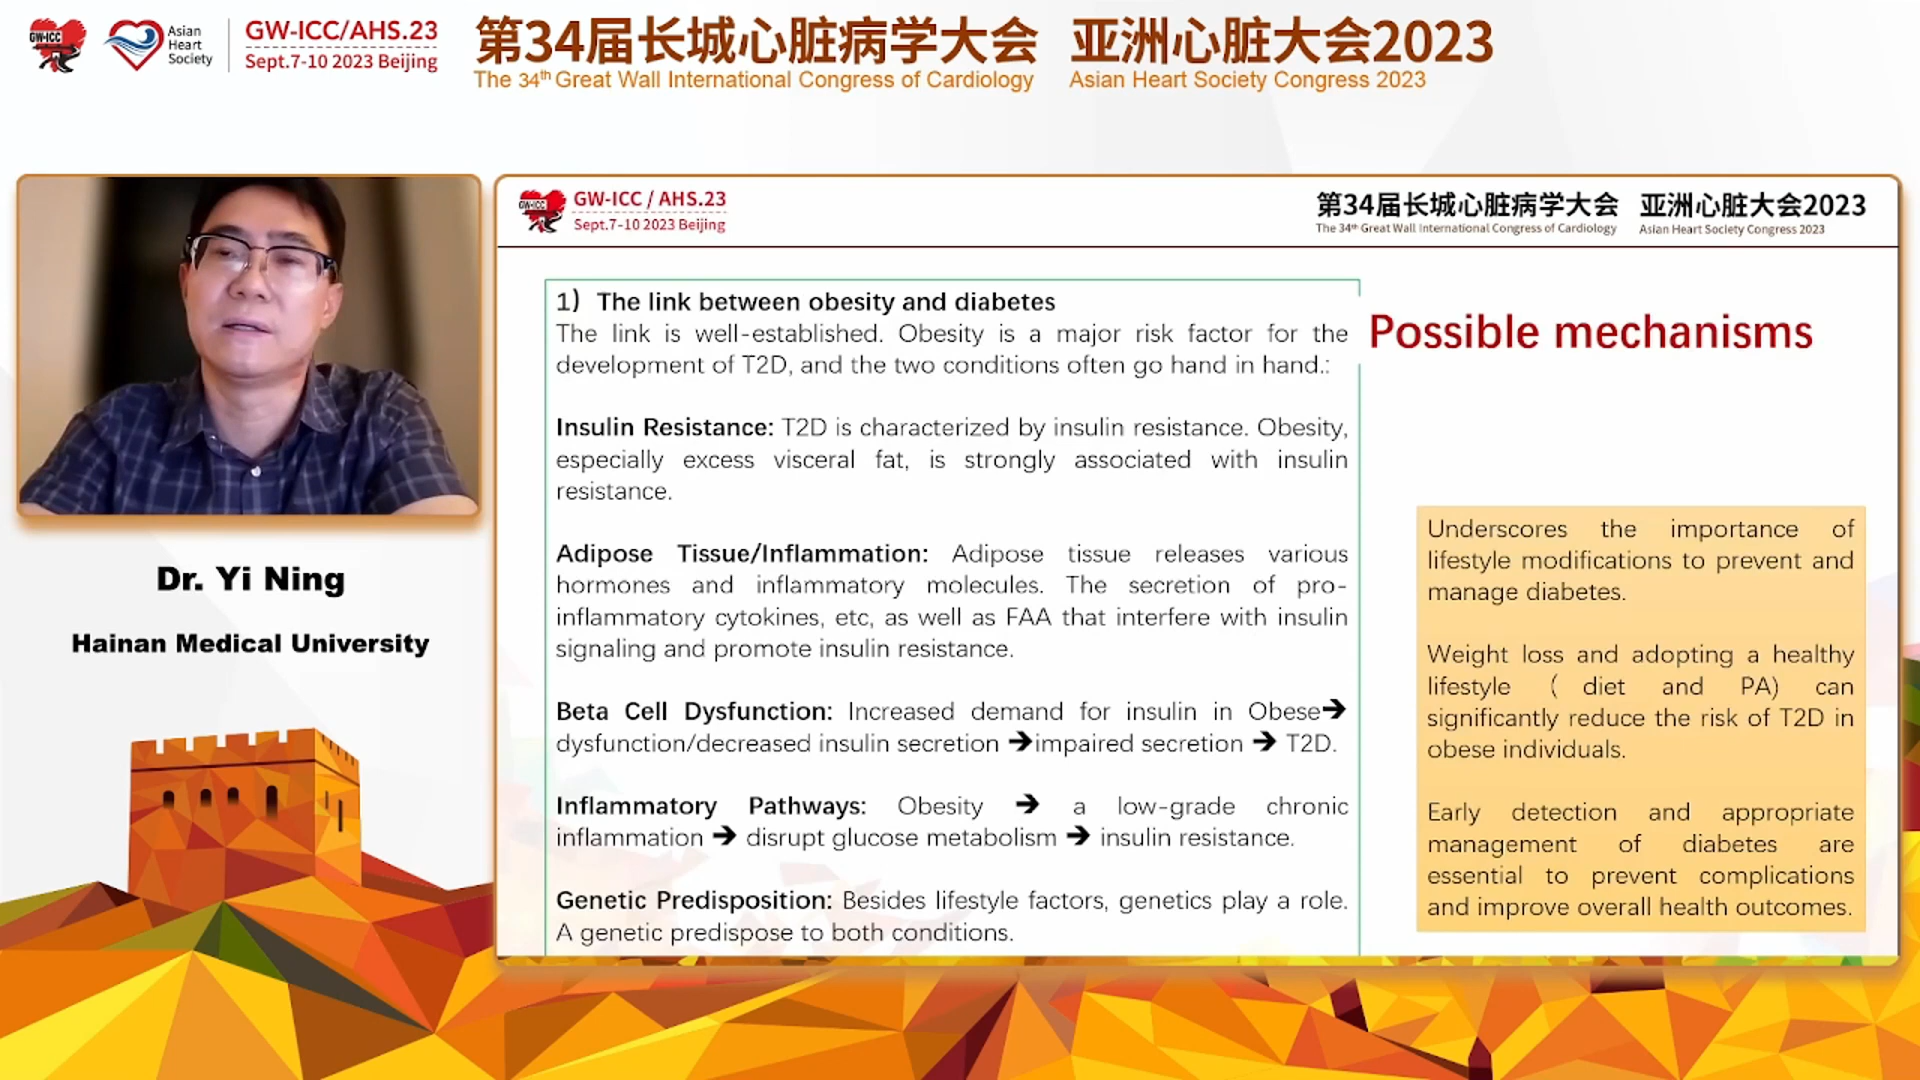 GW-ICC
Asian
Heart
Society
GW-ICC/AHS.23
Sept.7-10 2023 Beijing
第34届长城心脏病学大会 亚洲心脏大会2023
The 34th Great Wall International Congress of Cardiology Asian Heart Society Congress 2023
Dr. Yi Ning
Hainan Medical University
GW-ICC
GW-ICC / AHS.23
Sept.7-10 2023 Beijing
第34届长城心脏病学大会 亚洲心脏大会2023
The 34th Great Wall International Congress of Cardiology Asian Heart Society Congress 2023
Possible mechanisms
1) The link between obesity and diabetes
The link is well-established. Obesity is a major risk factor for the
development of T2D, and the two conditions often go hand in hand.:
Insulin Resistance: T2D is characterized by insulin resistance. Obesity,
especially excess visceral fat, is strongly associated with insulin
resistance.
Adipose Tissue/Inflammation: Adipose tissue releases various
hormones and inflammatory molecules. The secretion of pro-
inflammatory cytokines, etc, as well as FAA that interfere with insulin
signaling and promote insulin resistance.
Beta Cell Dysfunction: Increased demand for insulin in Obese➔
dysfunction/decreased insulin secretion ➔impaired secretion ➔ T2D.
Inflammatory Pathways: Obesity ➔ a low-grade chronic
inflammation ➔ disrupt glucose metabolism ➔ insulin resistance.
Genetic Predisposition: Besides lifestyle factors, genetics play a role.
A genetic predispose to both conditions.
Underscores the importance of
lifestyle modifications to prevent and
manage diabetes.
Weight loss and adopting a healthy
lifestyle ( diet and PA) can
significantly reduce the risk of T2D in
obese individuals.
Early detection and appropriate
management of diabetes are
essential to prevent complications
and improve overall health outcomes.